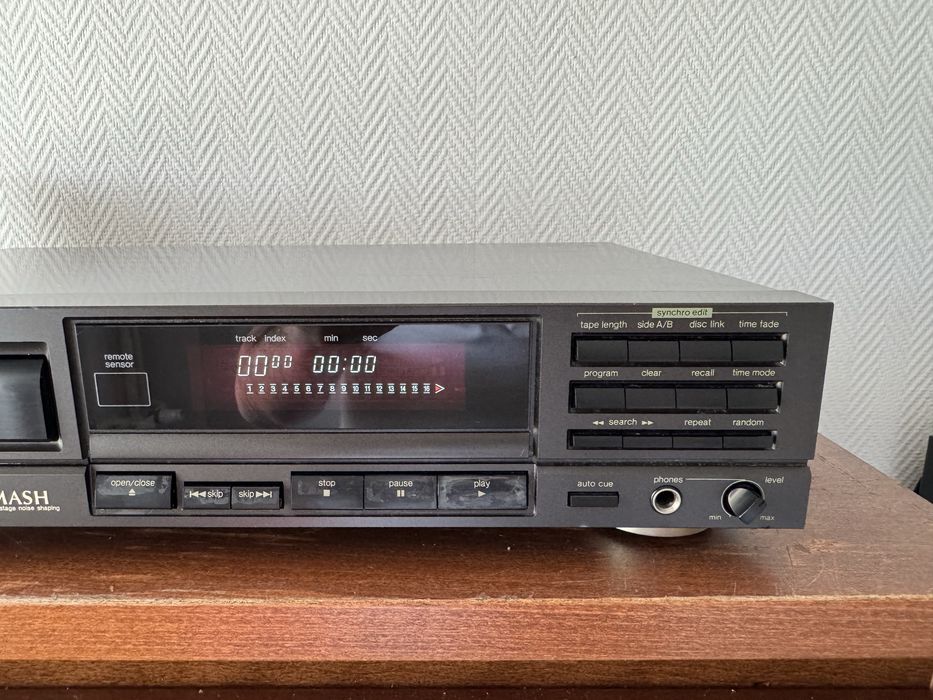 synchro edit
tape length side A/B disc link time fade
track index min sec
remote
sensor
00 00 00:00
1 2 3 4 5 6 7 8 9 10 11 12 13 14 15 16
program clear recall time mode
◀◀ search ▶▶ repeat random
open/close
skip skip
stop pause play
auto cue
phones level
min max
MASH
stage noise shaping